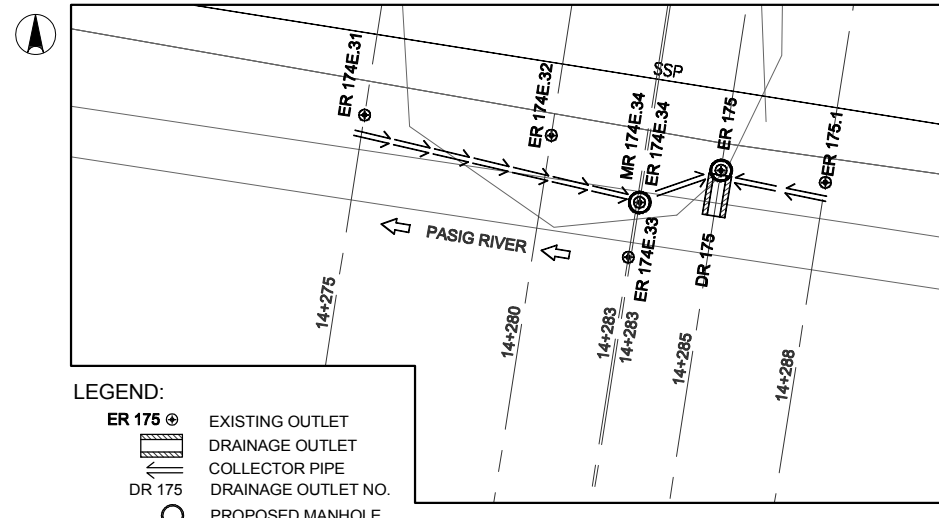 ER 174E.31
ER 174E.32
MR 174E.34
ER 174E.34
SSP
ER 175
ER 175.1
PASIG RIVER
ER 174E.33
DR 175
14+275
14+280
14+283
14+283
14+285
14+288
LEGEND:
ER 175 EXISTING OUTLET
DRAINAGE OUTLET
COLLECTOR PIPE
DR 175 DRAINAGE OUTLET NO.
PROPOSED MANHOLE